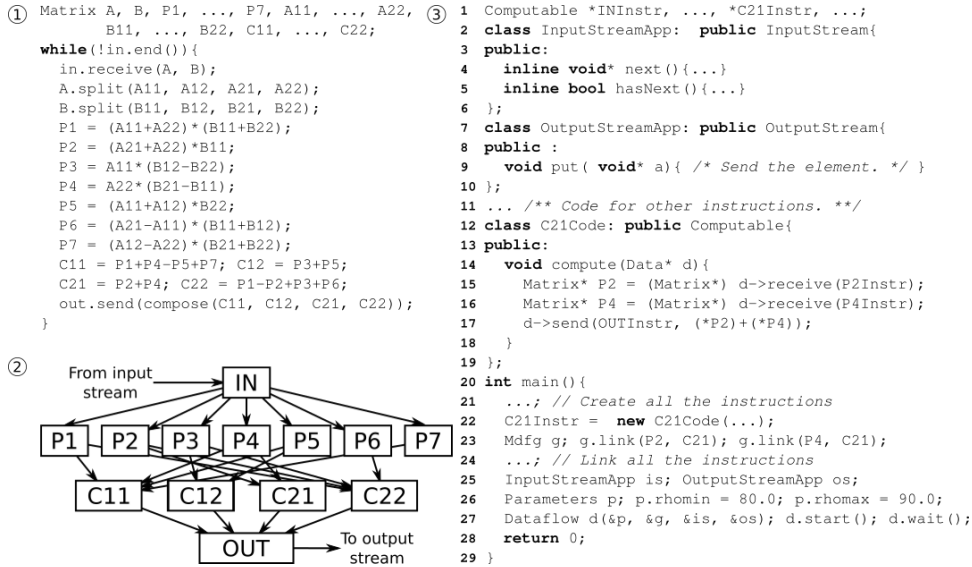 ① Matrix A, B, P1, ..., P7, A11, ..., A22,
B11, ..., B22, C11, ..., C22;
while(!in.end()){
in.receive(A, B);
A.split(A11, A12, A21, A22);
B.split(B11, B12, B21, B22);
P1 = (A11+A22)*(B11+B22);
P2 = (A21+A22)*B11;
P3 = A11*(B12-B22);
P4 = A22*(B21-B11);
P5 = (A11+A12)*B22;
P6 = (A21-A11)*(B11+B12);
P7 = (A12-A22)*(B21+B22);
C11 = P1+P4-P5+P7; C12 = P3+P5;
C21 = P2+P4; C22 = P1-P2+P3+P6;
out.send(compose(C11, C12, C21, C22));
}
②
From input
stream
IN
P1 P2 P3 P4 P5 P6 P7
C11 C12 C21 C22
OUT
To output
stream
③
1 Computable *INInstr, ..., *C21Instr, ...;
2 class InputStreamApp: public InputStream{
3 public:
4 inline void* next(){...}
5 inline bool hasNext(){...}
6 };
7 class OutputStreamApp: public OutputStream{
8 public :
9 void put( void* a){ /* Send the element. */ }
10 };
11 ... /** Code for other instructions. **/
12 class C21Code: public Computable{
13 public:
14 void compute(Data* d){
15 Matrix* P2 = (Matrix*) d->receive(P2Instr);
16 Matrix* P4 = (Matrix*) d->receive(P4Instr);
17 d->send(OUTInstr, (*P2)+(*P4));
18 }
19 };
20 int main(){
21 ...; // Create all the instructions
22 C21Instr = new C21Code(...);
23 Mdfg g; g.link(P2, C21); g.link(P4, C21);
24 ...; // Link all the instructions
25 InputStreamApp is; OutputStreamApp os;
26 Parameters p; p.rhomin = 80.0; p.rhomax = 90.0;
27 Dataflow d(&p, &g, &is, &os); d.start(); d.wait();
28 return 0;
29 }